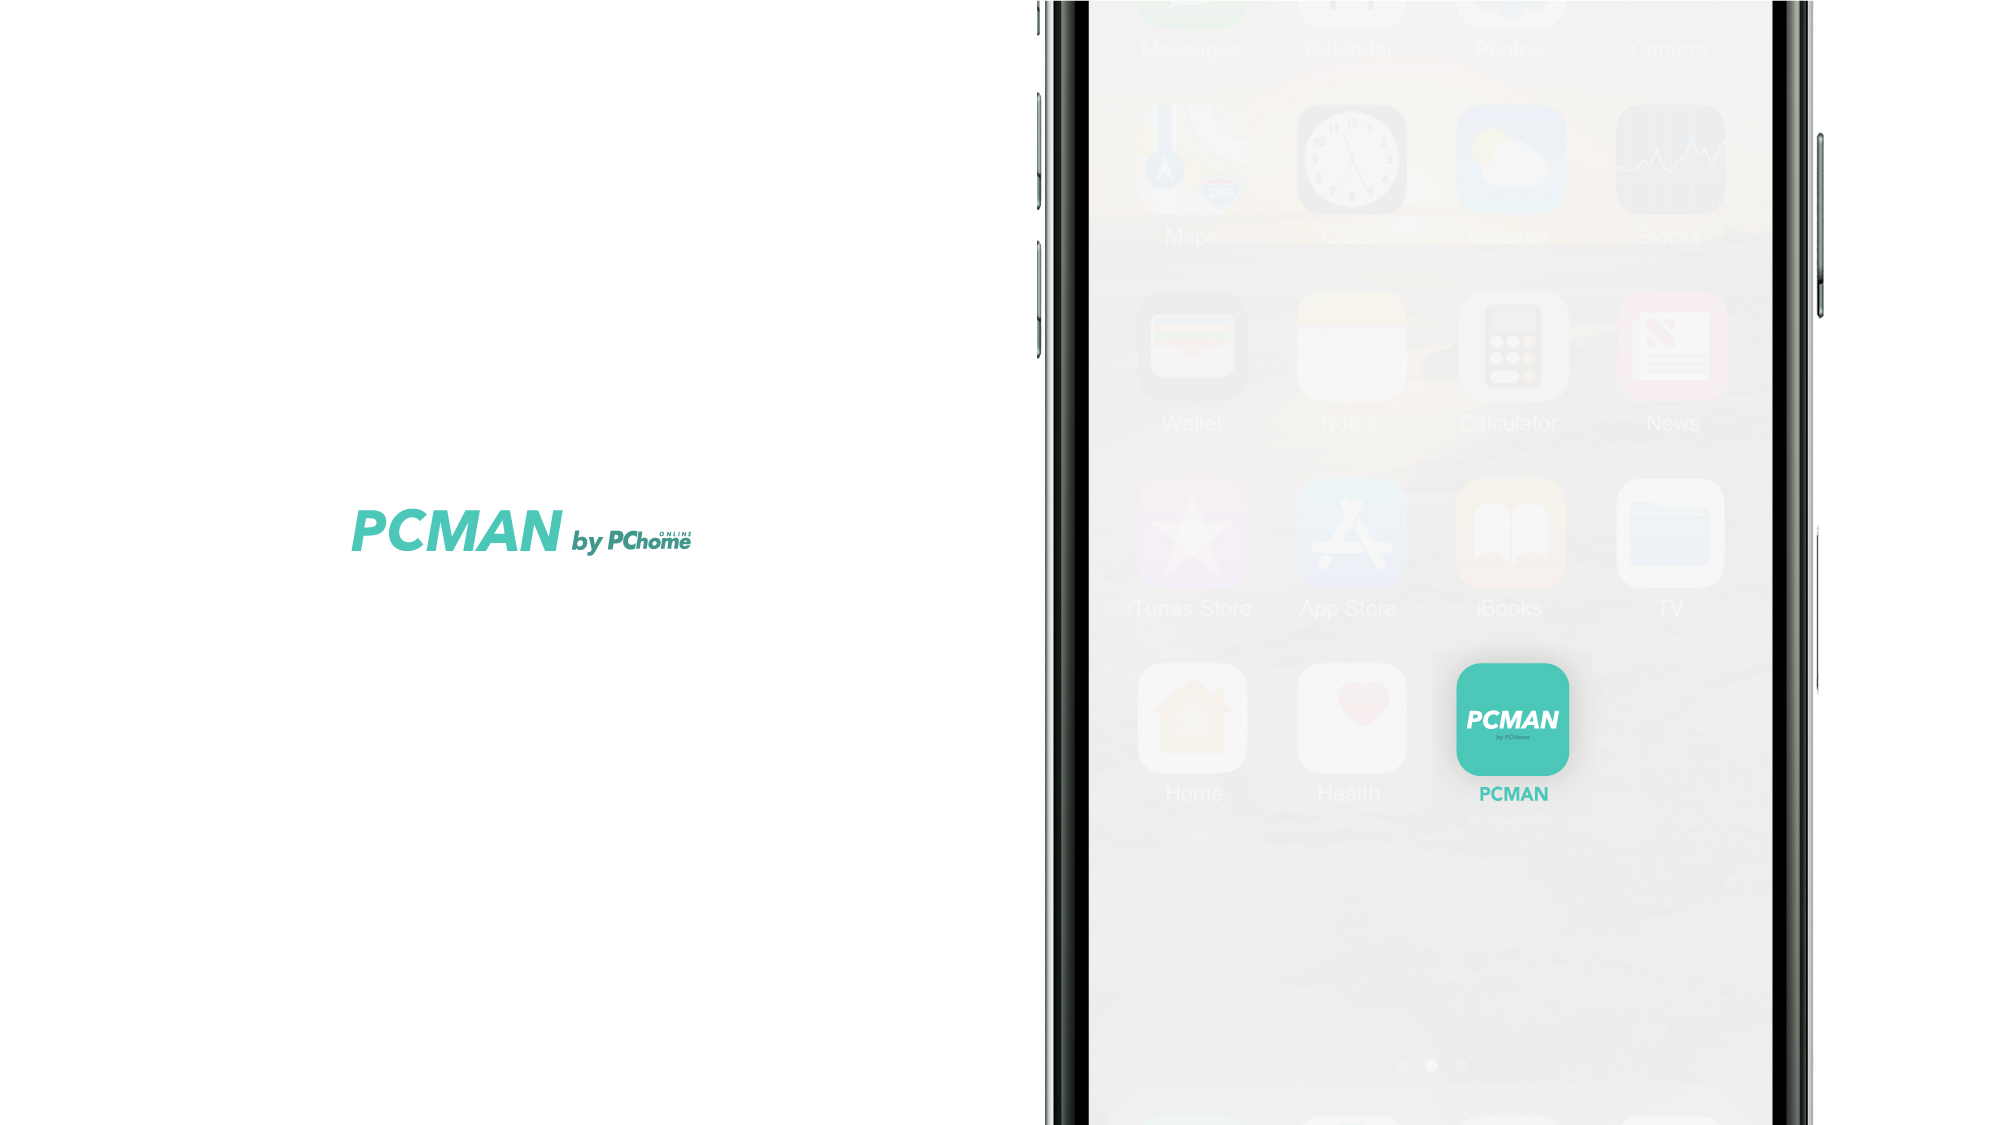 PCMAN by PChome ONLINE
Messages Calendar Photos Camera
Maps Clock Weather Stocks
280
Wallet Notes Calculator News
iTunes Store App Store iBooks TV
PCMAN
by PCHome
Home Health PCMAN